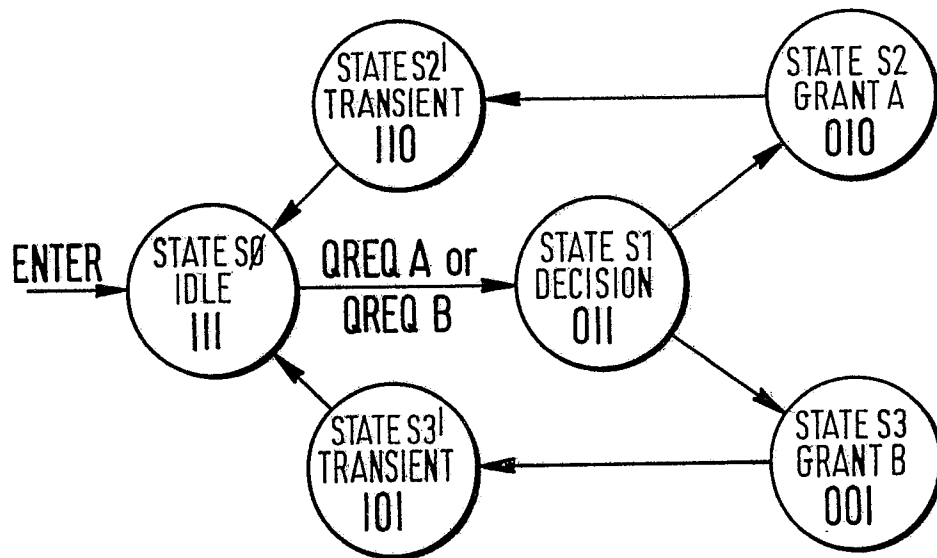 STATE S2'
TRANSIENT
110
STATE S2
GRANT A
010
ENTER
STATE SØ
IDLE
111
QREQ A or
QREQ B
STATE S1
DECISION
011
STATE S3'
TRANSIENT
101
STATE S3
GRANT B
001